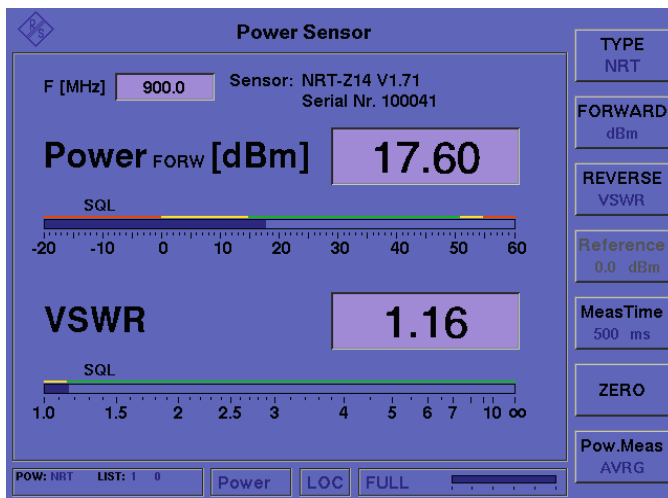 R&S
Power Sensor
F [MHz] 900.0 Sensor: NRT-Z14 V1.71
Serial Nr. 100041
Power FORW [dBm] 17.60
SQL
-20 -10 0 10 20 30 40 50 60
VSWR 1.16
SQL
1.0 1.5 2 2.5 3 4 5 6 7 10 ∞
POW: NRT LIST: 1 0 Power LOC FULL
TYPE
NRT
FORWARD
dBm
REVERSE
VSWR
Reference
0.0 dBm
MeasTime
500 ms
ZERO
Pow.Meas
AVRG